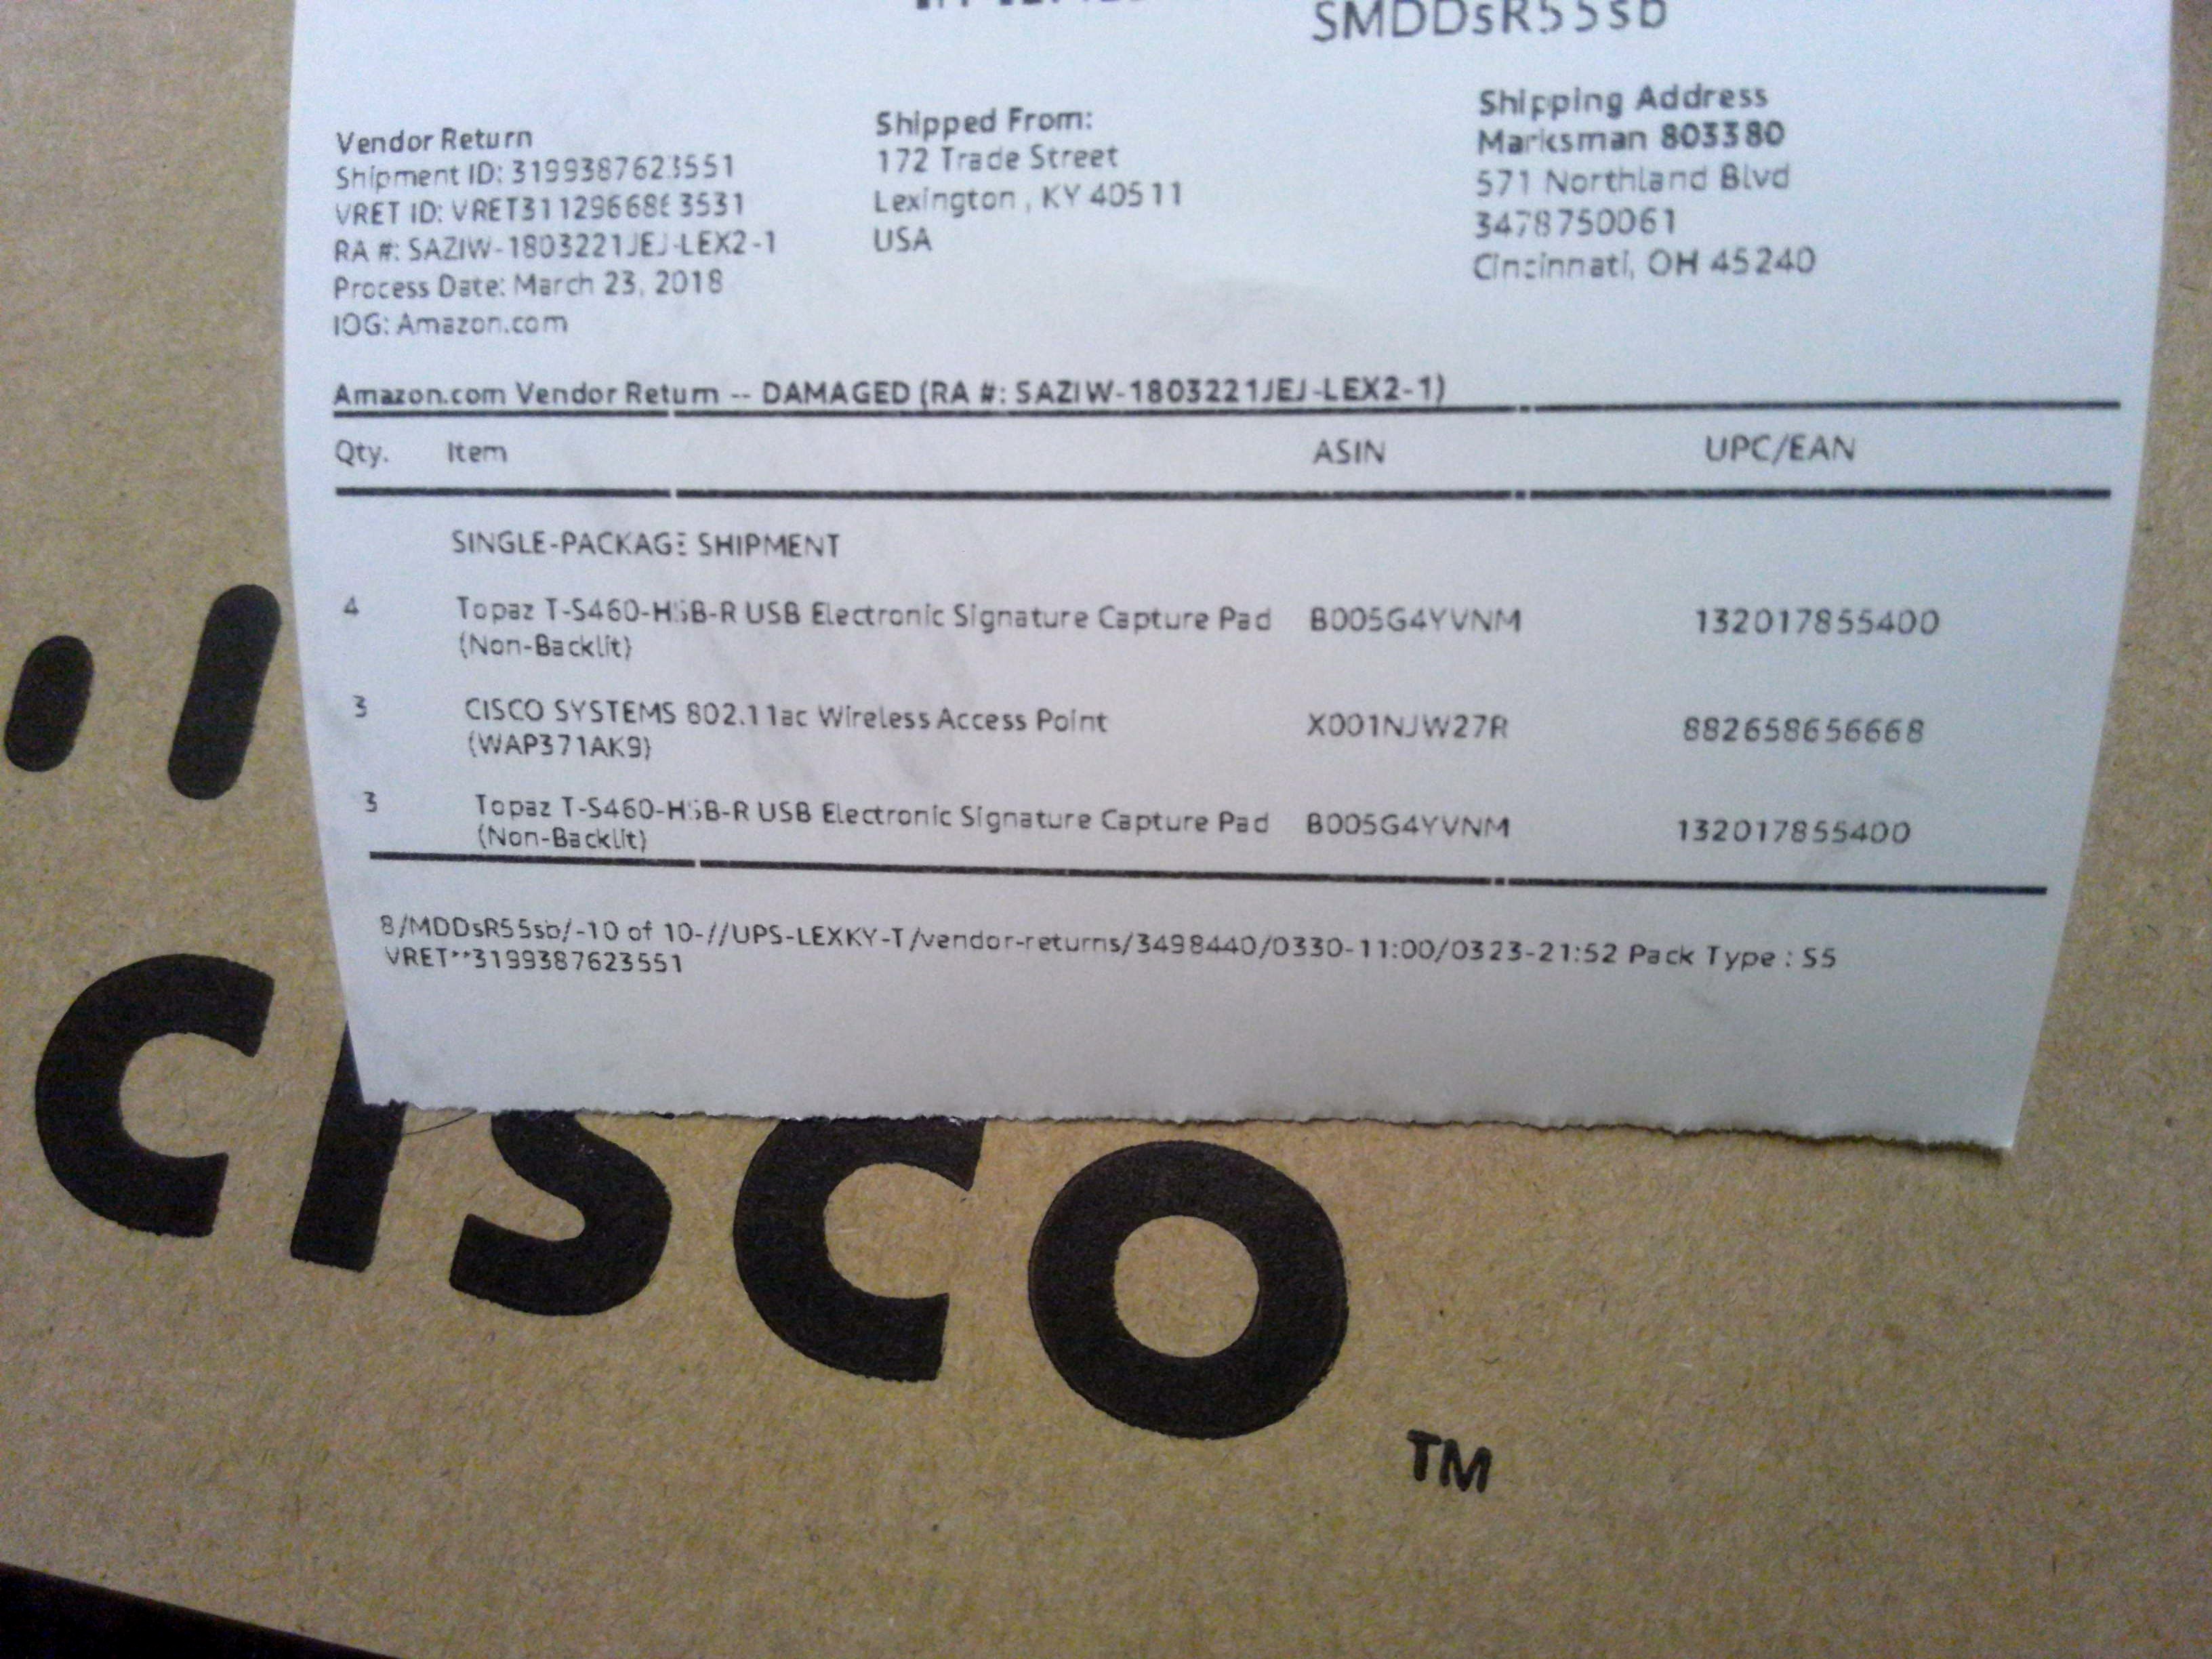 SMDDsR55sb
Vendor Return
Shipment ID: 3199387623551
VRET ID:
RA #: SAZIW-1803221JEJ-LEX2-1
Process Date: March 23, 2018
IOG: Amazon.com
Shipped From:
172 Trade Street
Lexington , KY 40511
USA
Shipping Address
Marksman 803380
571 Northland Blvd
3478750061
Cincinnati, OH 45240
Amazon.com Vendor Return -- DAMAGED (RA #: SAZIW-1803221JEJ-LEX2-1)
Qty. Item ASIN UPC/EAN
SINGLE-PACKAGE SHIPMENT
4 Topaz T-S460-HSB-R USB Electronic Signature Capture Pad B005G4YVNM 132017855400
(Non-Backlit)
3 CISCO SYSTEMS 802.11ac Wireless Access Point X001NJW27R 882658656668
(WAP371AK9)
3 Topaz T-S460-HSB-R USB Electronic Signature Capture Pad B005G4YVNM 132017855400
(Non-Backlit)
8/MDDsR55sb/-10 of 10-//UPS-LEXKY-T/vendor-returns/3498440/0330-11:00/0323-21:52 Pack Type : S5
VRET**3199387623551
CISCO
TM